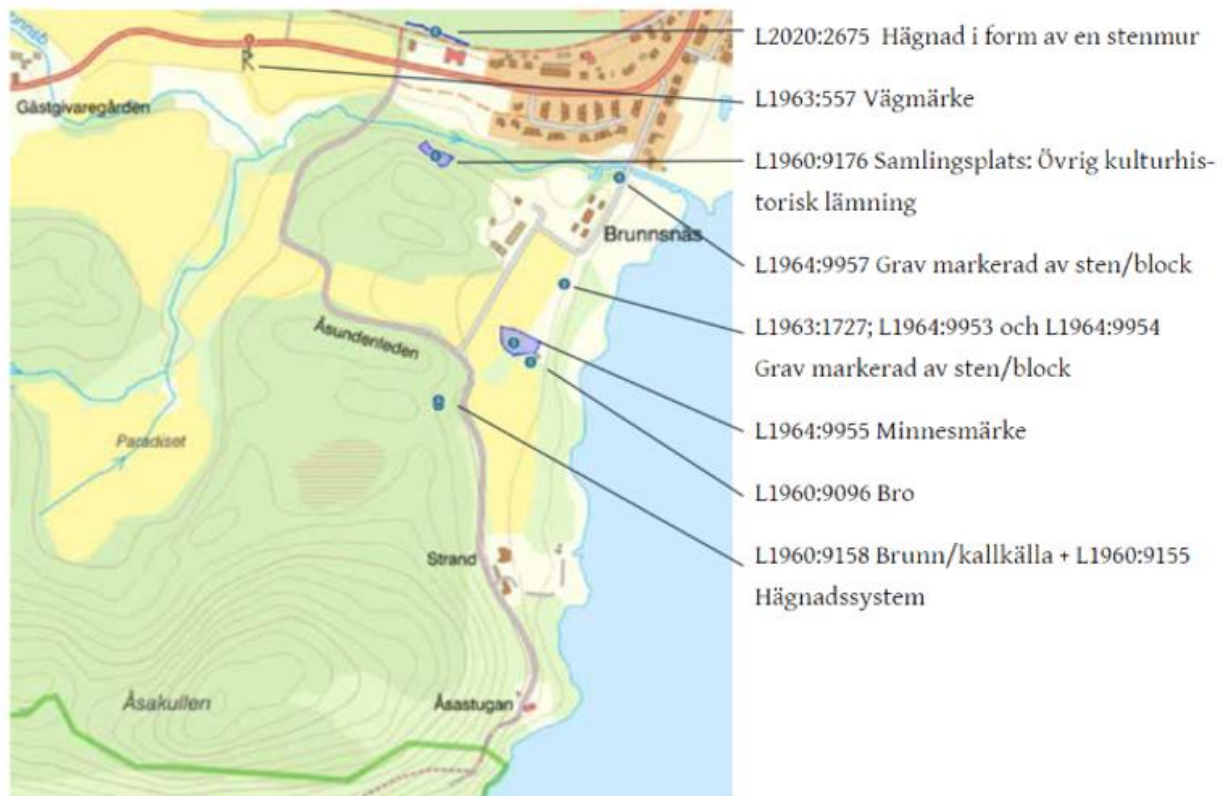 L2020:2675 Hägnad i form av en stenmur
L1963:557 Vägmärke
L1960:9176 Samlingsplats: Övrig kulturhis-
torisk lämning
L1964:9957 Grav markerad av sten/block
L1963:1727; L1964:9953 och L1964:9954
Grav markerad av sten/block
L1964:9955 Minnesmärke
L1960:9096 Bro
L1960:9158 Brunn/kallkälla + L1960:9155
Hägnadssystem
Gästgivaregården
Brunnsnäs
Åsundenleden
Paradiset
Strand
Åsakullen
Åsastugan
R